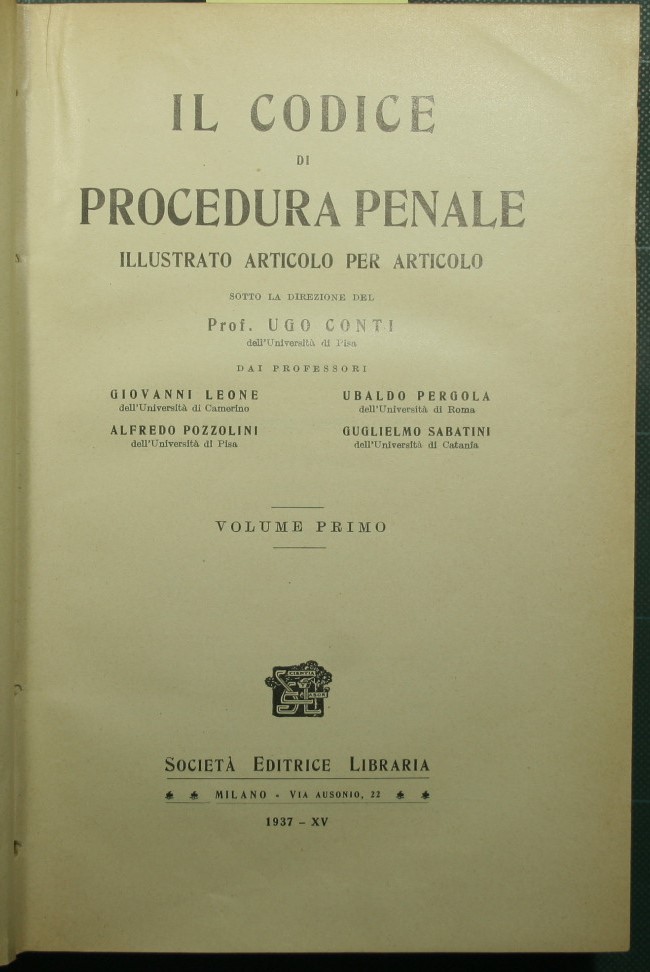 IL CODICE
DI
PROCEDURA PENALE
ILLUSTRATO ARTICOLO PER ARTICOLO
SOTTO LA DIREZIONE DEL
Prof. UGO CONTI
dell'Università di Pisa
DAI PROFESSORI
GIOVANNI LEONE
dell'Università di Camerino
UBALDO PERGOLA
dell'Università di Roma
ALFREDO POZZOLINI
dell'Università di Pisa
GUGLIELMO SABATINI
dell'Università di Catania
VOLUME PRIMO
SOCIETÀ EDITRICE LIBRARIA
MILANO - VIA AUSONIO, 22
1937 - XV